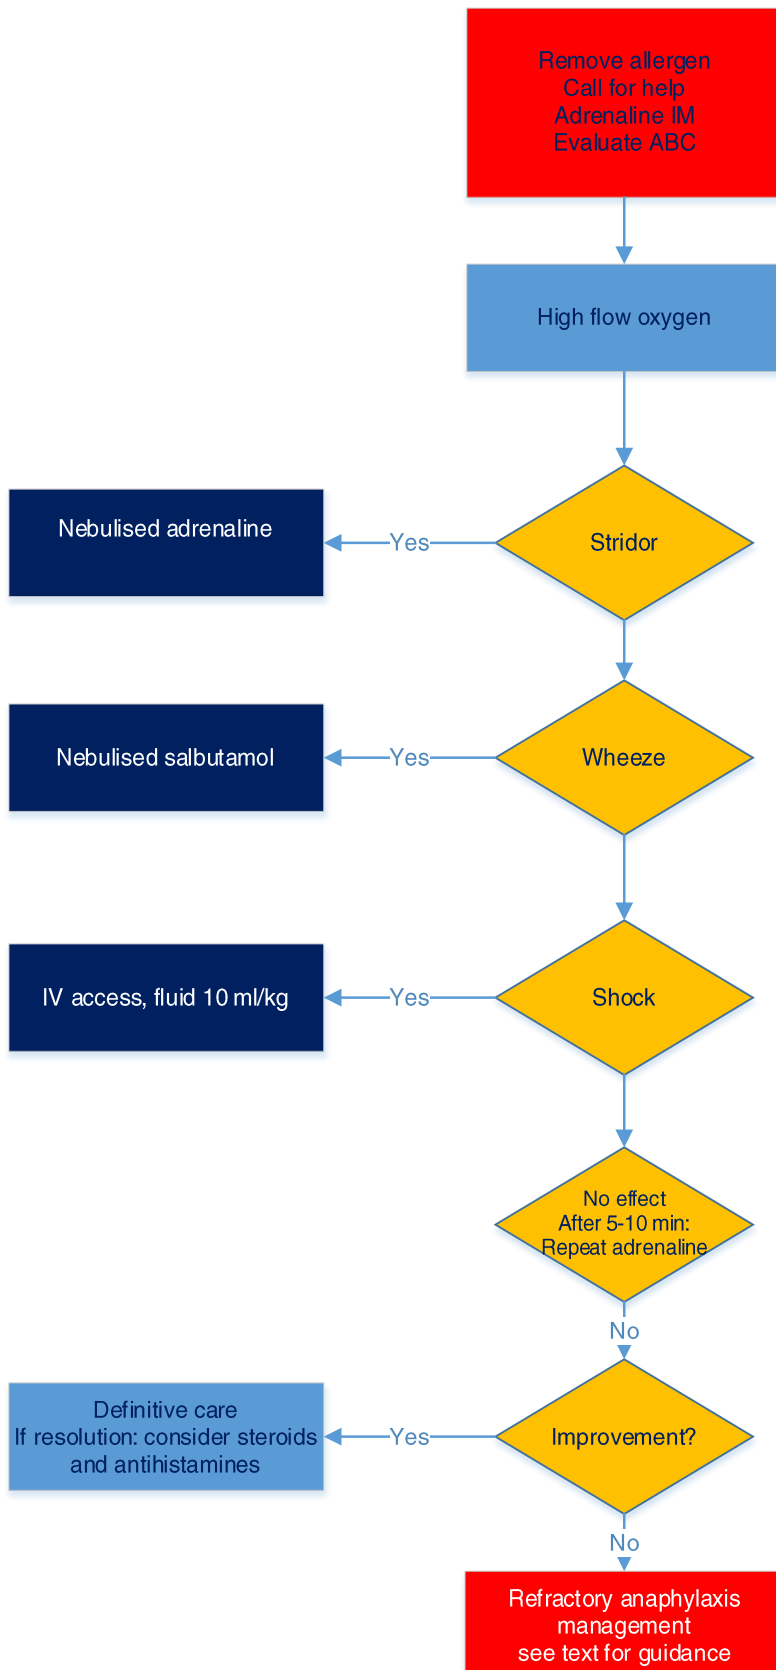 Remove allergen
Call for help
Adrenaline IM
Evaluate ABC
High flow oxygen
Stridor
Yes
Nebulised adrenaline
Wheeze
Yes
Nebulised salbutamol
Shock
Yes
IV access, fluid 10 ml/kg
No effect
After 5-10 min:
Repeat adrenaline
No
Improvement?
Yes
Definitive care
If resolution: consider steroids
and antihistamines
No
Refractory anaphylaxis
management
see text for guidance